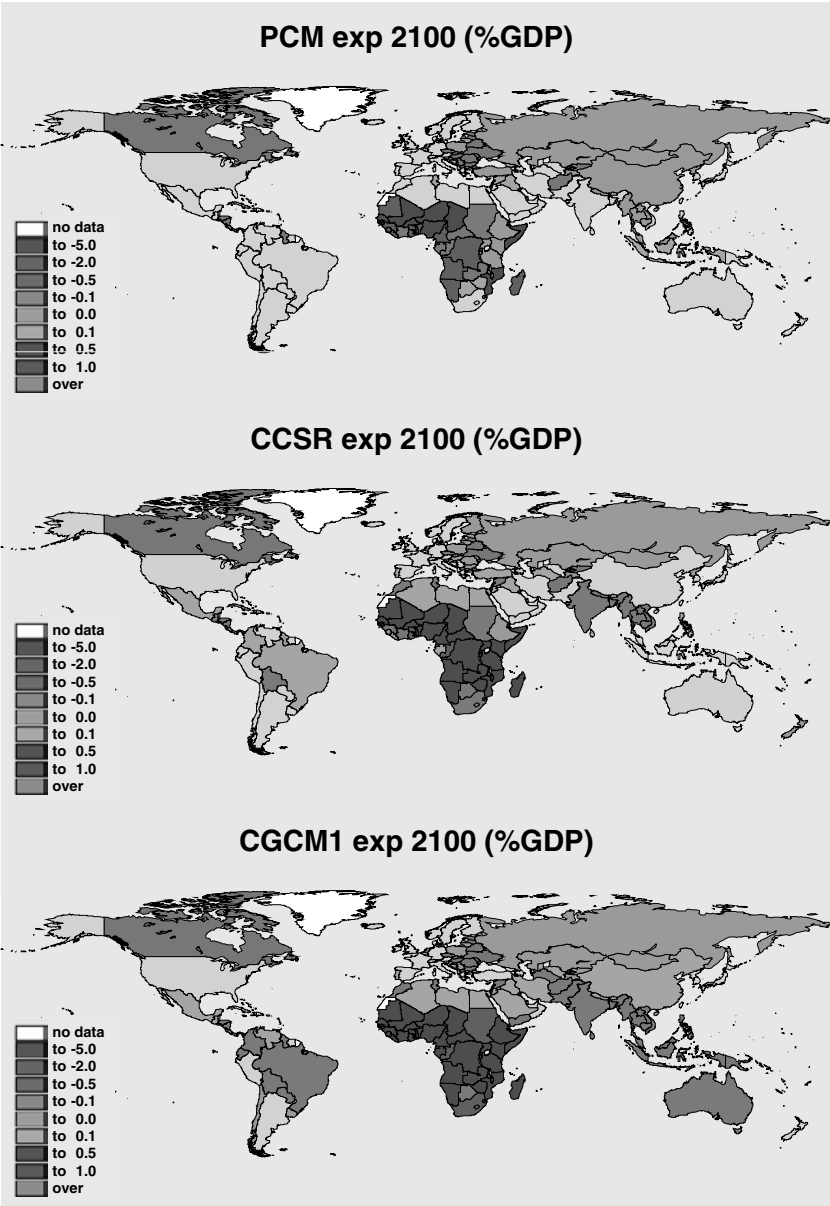 PCM exp 2100 (%GDP)
no data
to -5.0
to -2.0
to -0.5
to -0.1
to 0.0
to 0.1
to 0.5
to 1.0
over
CCSR exp 2100 (%GDP)
no data
to -5.0
to -2.0
to -0.5
to -0.1
to 0.0
to 0.1
to 0.5
to 1.0
over
CGCM1 exp 2100 (%GDP)
no data
to -5.0
to -2.0
to -0.5
to -0.1
to 0.0
to 0.1
to 0.5
to 1.0
over